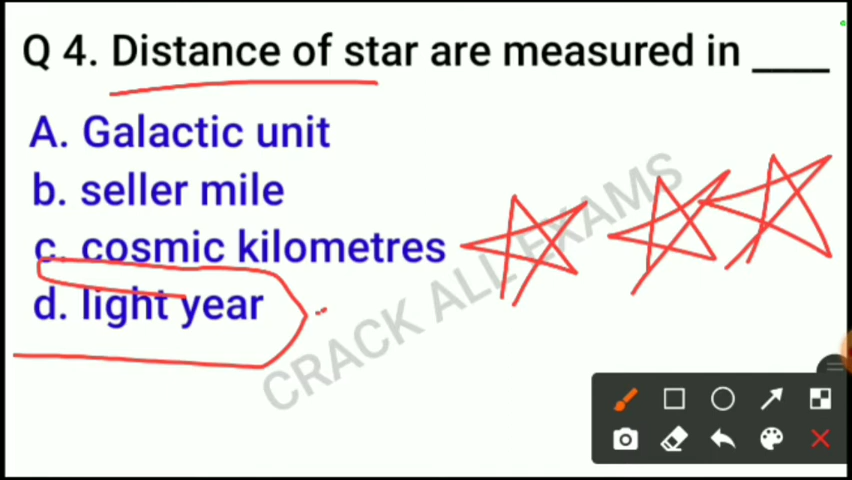 Q 4. Distance of star are measured in ____
A. Galactic unit
b. seller mile
c. cosmic kilometres
d. light year
CRACK ALL EXAMS